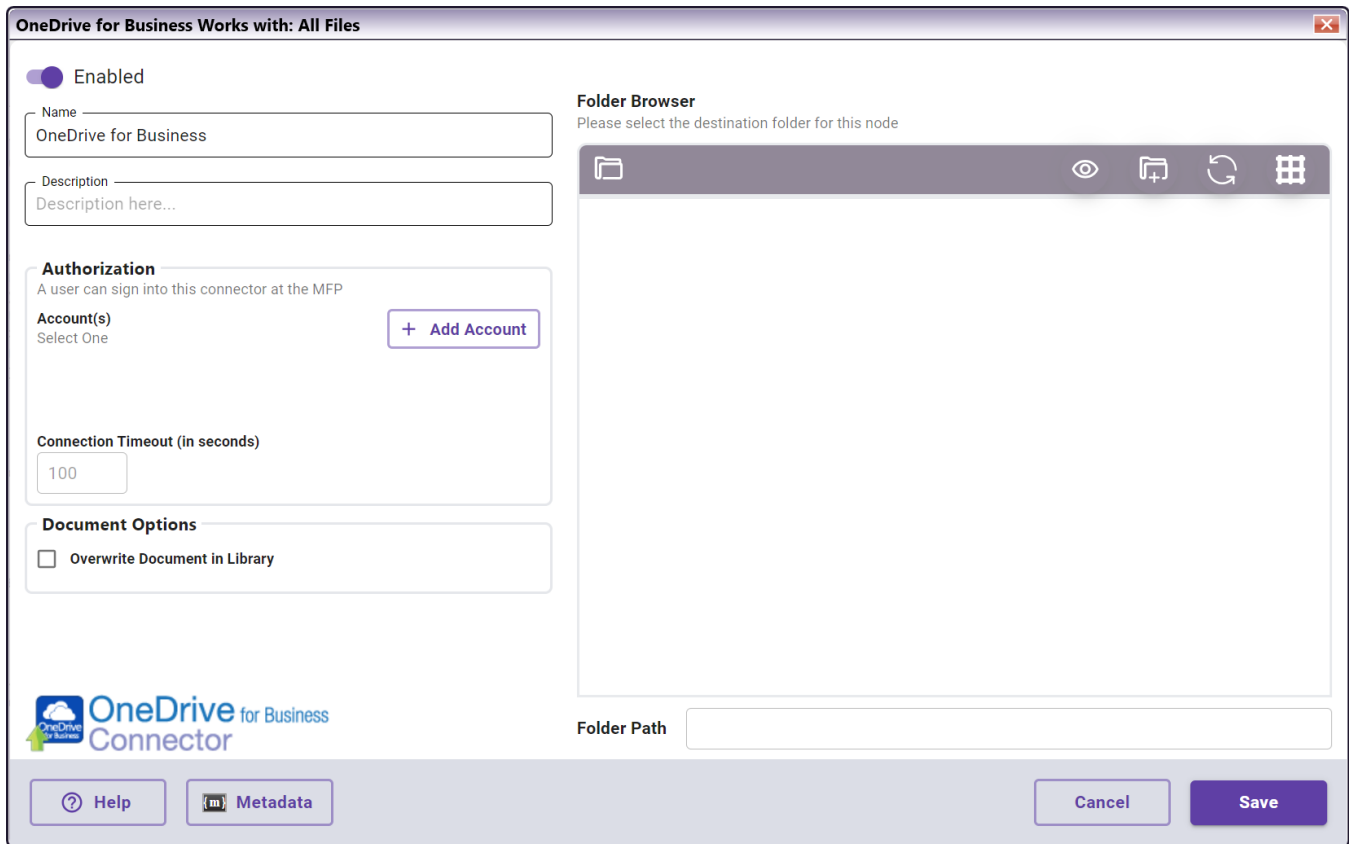 OneDrive for Business Works with: All Files
Enabled
Name
OneDrive for Business
Description
Description here...
Authorization
A user can sign into this connector at the MFP
Account(s)
Select One
+ Add Account
Connection Timeout (in seconds)
100
Document Options
Overwrite Document in Library
OneDrive
for Business
OneDrive for Business
Connector
Folder Browser
Please select the destination folder for this node
Folder Path
? Help
{m} Metadata
Cancel
Save